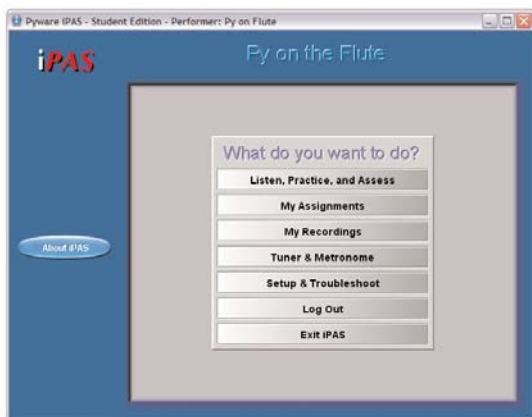 Pyware iPAS - Student Edition - Performer: Py on Flute
iPAS
Py on the Flute
What do you want to do?
Listen, Practice, and Assess
My Assignments
My Recordings
Tuner & Metronome
About iPAS
Setup & Troubleshoot
Log Out
Exit iPAS